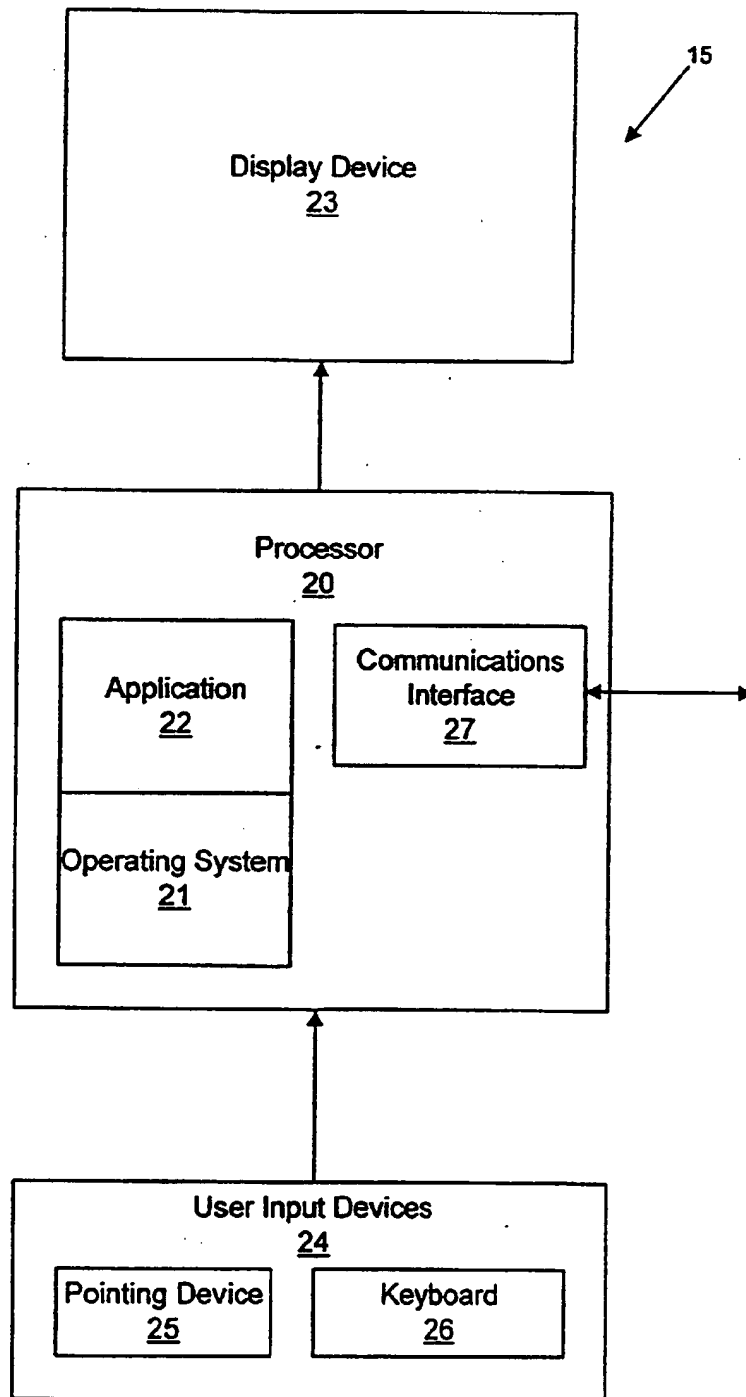 15
Display Device
23
Processor
20
Application
22
Communications
Interface
27
Operating System
21
User Input Devices
24
Pointing Device
25
Keyboard
26